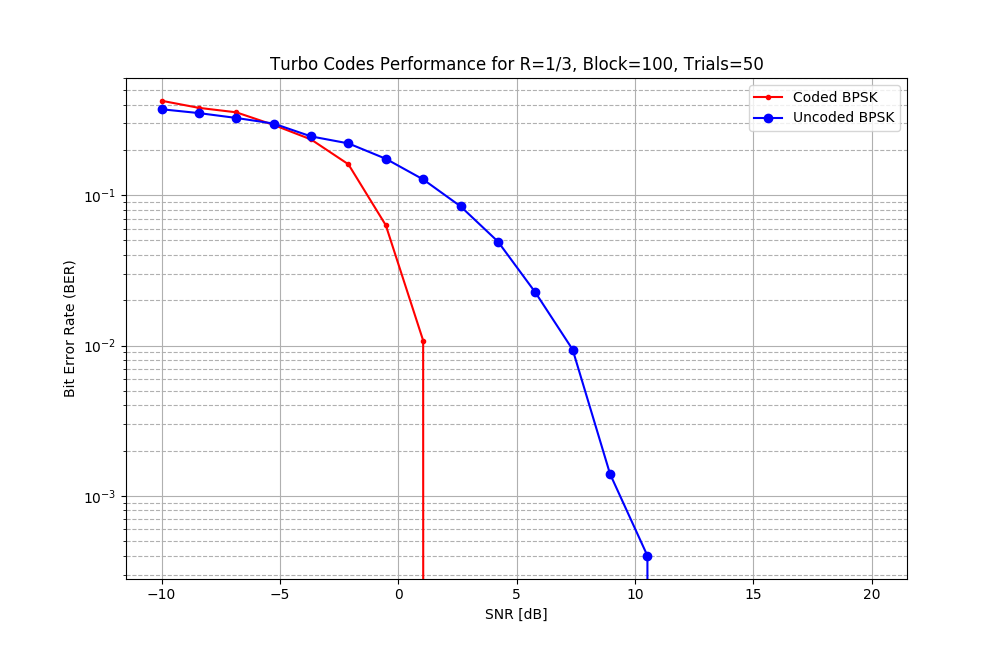 Turbo Codes Performance for R=1/3, Block=100, Trials=50
Coded BPSK
Uncoded BPSK
Bit Error Rate (BER)
10⁻¹
10⁻²
10⁻³
−10 −5 0 5 10 15 20
SNR [dB]